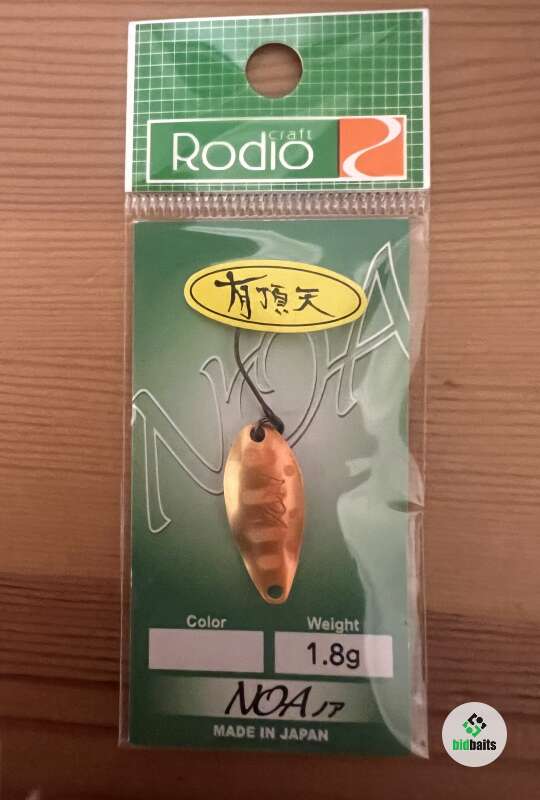 Rodio craft
有頂天
NOA
Color
Weight
1.8g
NOA ノア
MADE IN JAPAN
bidbaits